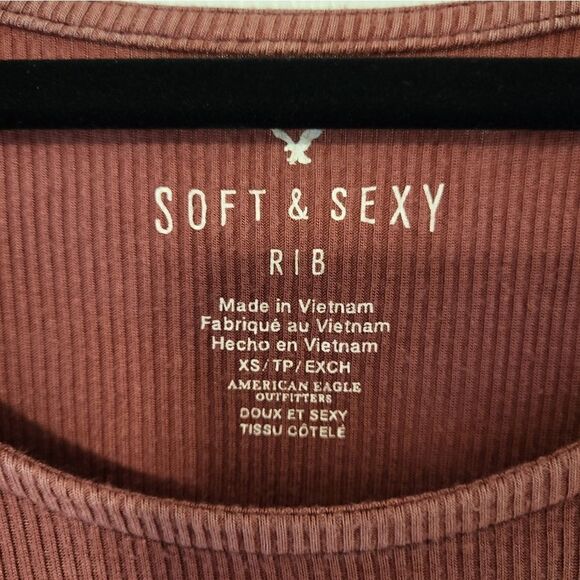 SOFT & SEXY
RIB
Made in Vietnam
Fabriqué au Vietnam
Hecho en Vietnam
XS/TP/EXCH
AMERICAN EAGLE
OUTFITTERS
DOUX ET SEXY
TISSU CÔTELÉ